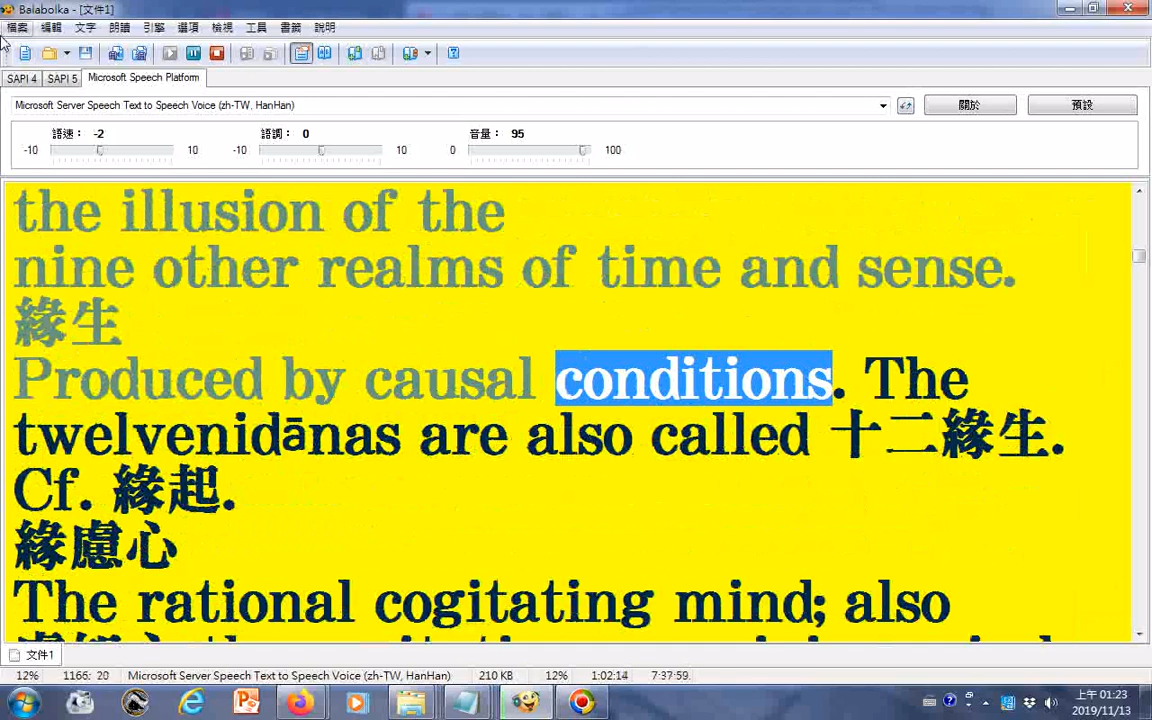 Balabolka - [文件1]
檔案 編輯 文字 朗讀 引擎 選項 檢視 工具 書籤 說明
SAPI 4 SAPI 5 Microsoft Speech Platform
Microsoft Server Speech Text to Speech Voice (zh-TW, HanHan) 關於 預設
語速： -2 語調： 0 音量： 95
-10 10 -10 10 0 100
the illusion of the
nine other realms of time and sense.
緣生
Produced by causal conditions. The
twelvenidānas are also called 十二緣生.
Cf. 緣起.
緣慮心
The rational cogitating mind; also
文件1
12% 1166: 20 Microsoft Server Speech Text to Speech Voice (zh-TW, HanHan) 210 KB 12% 1:02:14 7:37:59.
上午 01:23
2019/11/13